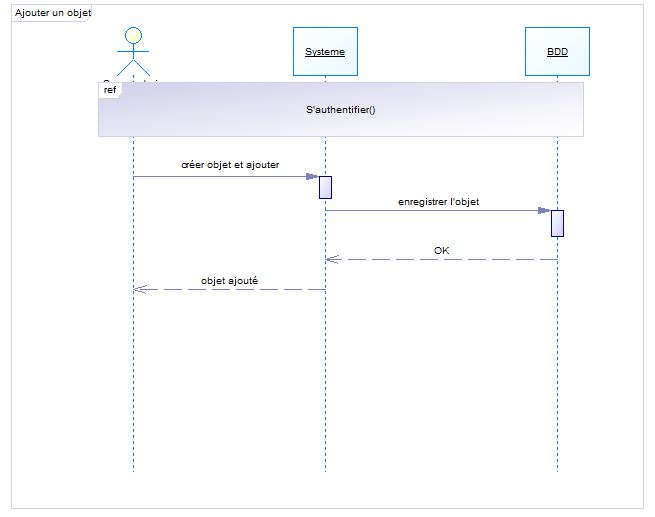 Ajouter un objet
Systeme
BDD
ref
S'authentifier()
créer objet et ajouter
enregistrer l'objet
OK
objet ajouté